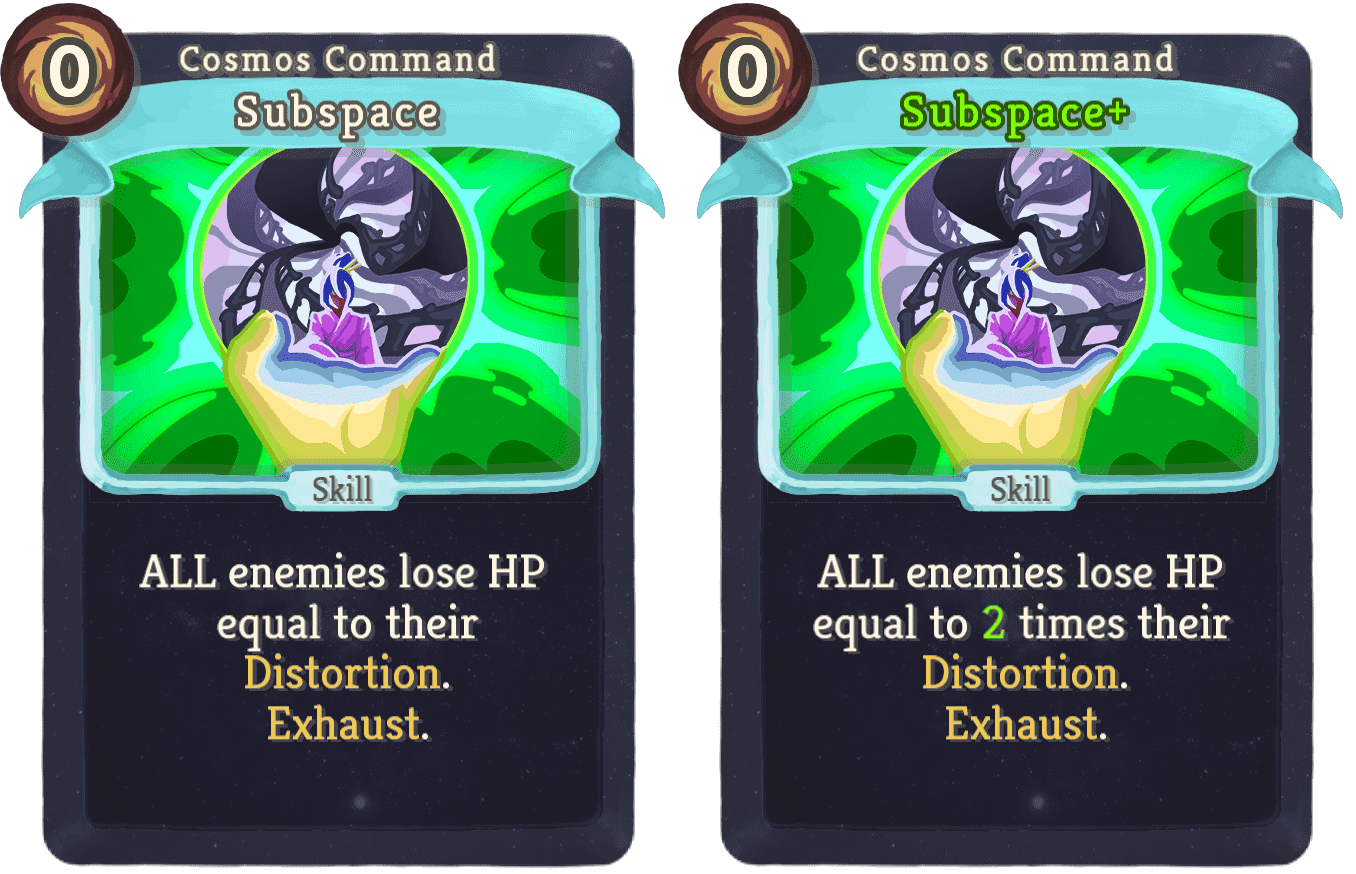 0
Cosmos Command
Subspace
Skill
ALL enemies lose HP
equal to their
Distortion.
Exhaust.
0
Cosmos Command
Subspace+
Skill
ALL enemies lose HP
equal to 2 times their
Distortion.
Exhaust.